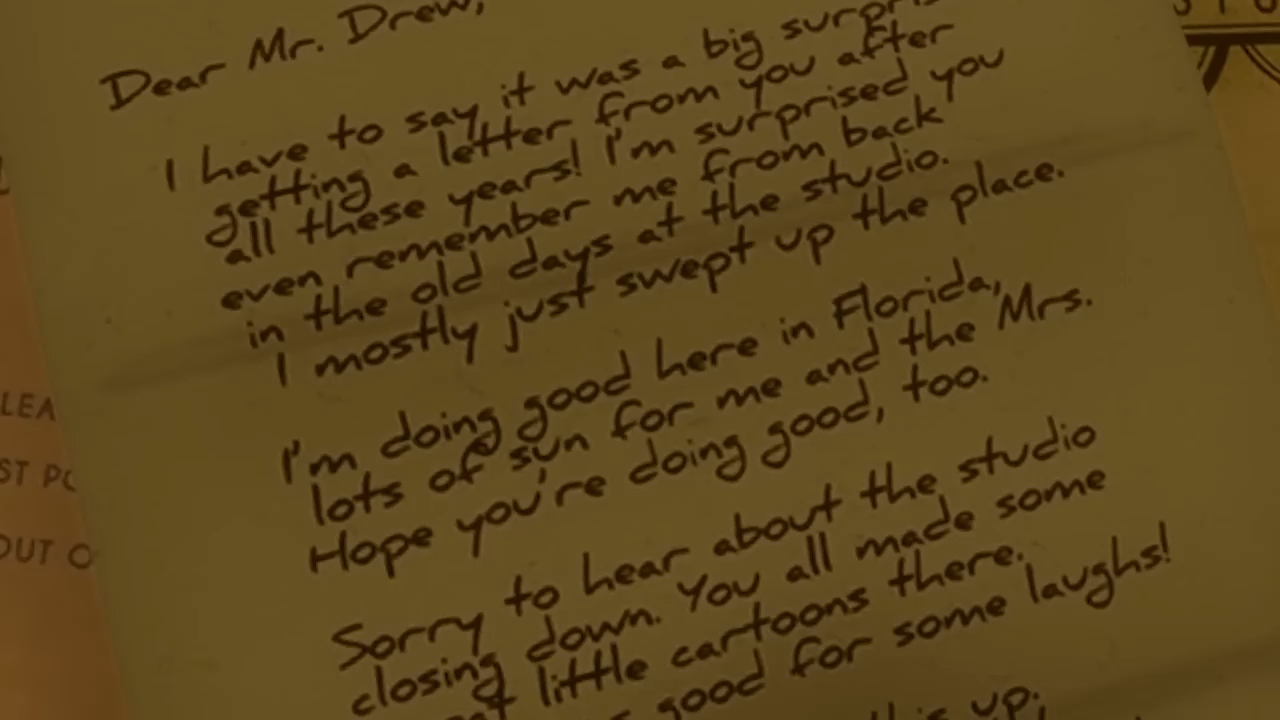 Dear Mr. Drew,
I have to say it was a big
getting a letter from you after
all these years! I'm surprised you
even remember me from back
in the old days at the studio.
I mostly just swept up the place.
I'm doing good here in Florida,
lots of sun for me and the Mrs.
Hope you're doing good, too.
Sorry to hear about the studio
closing down. You all made some
little cartoons there.
good for some laughs!
up;
LEA
ST
OUT